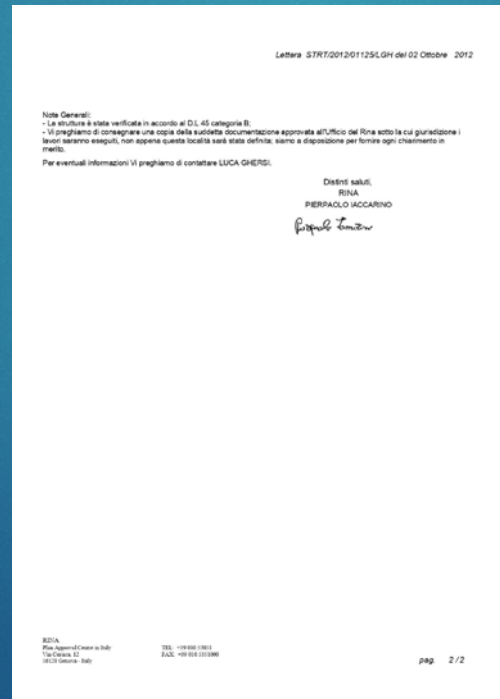 Lettera STRT/2012/01125/LGH del 02 Ottobre 2012
Note Generali:
- La struttura è stata verificata in accordo al D.L 45 categoria B;
- Vi preghiamo di consegnare una copia della suddetta documentazione approvata all'Ufficio del Rina sotto la cui giurisdizione i
lavori saranno eseguiti, non appena questa località sarà stata definita; siamo a disposizione per fornire ogni chiarimento in
merito.
Per eventuali informazioni Vi preghiamo di contattare LUCA GHERSI.
Distinti saluti,
RINA
PIERPAOLO IACCARINO
RINA
Plan Approval Centre in Italy
Via Corsica, 12
16128 Genova - Italy
TEL. +39 010 53851
FAX. +39 010 5351000
pag. 2 / 2